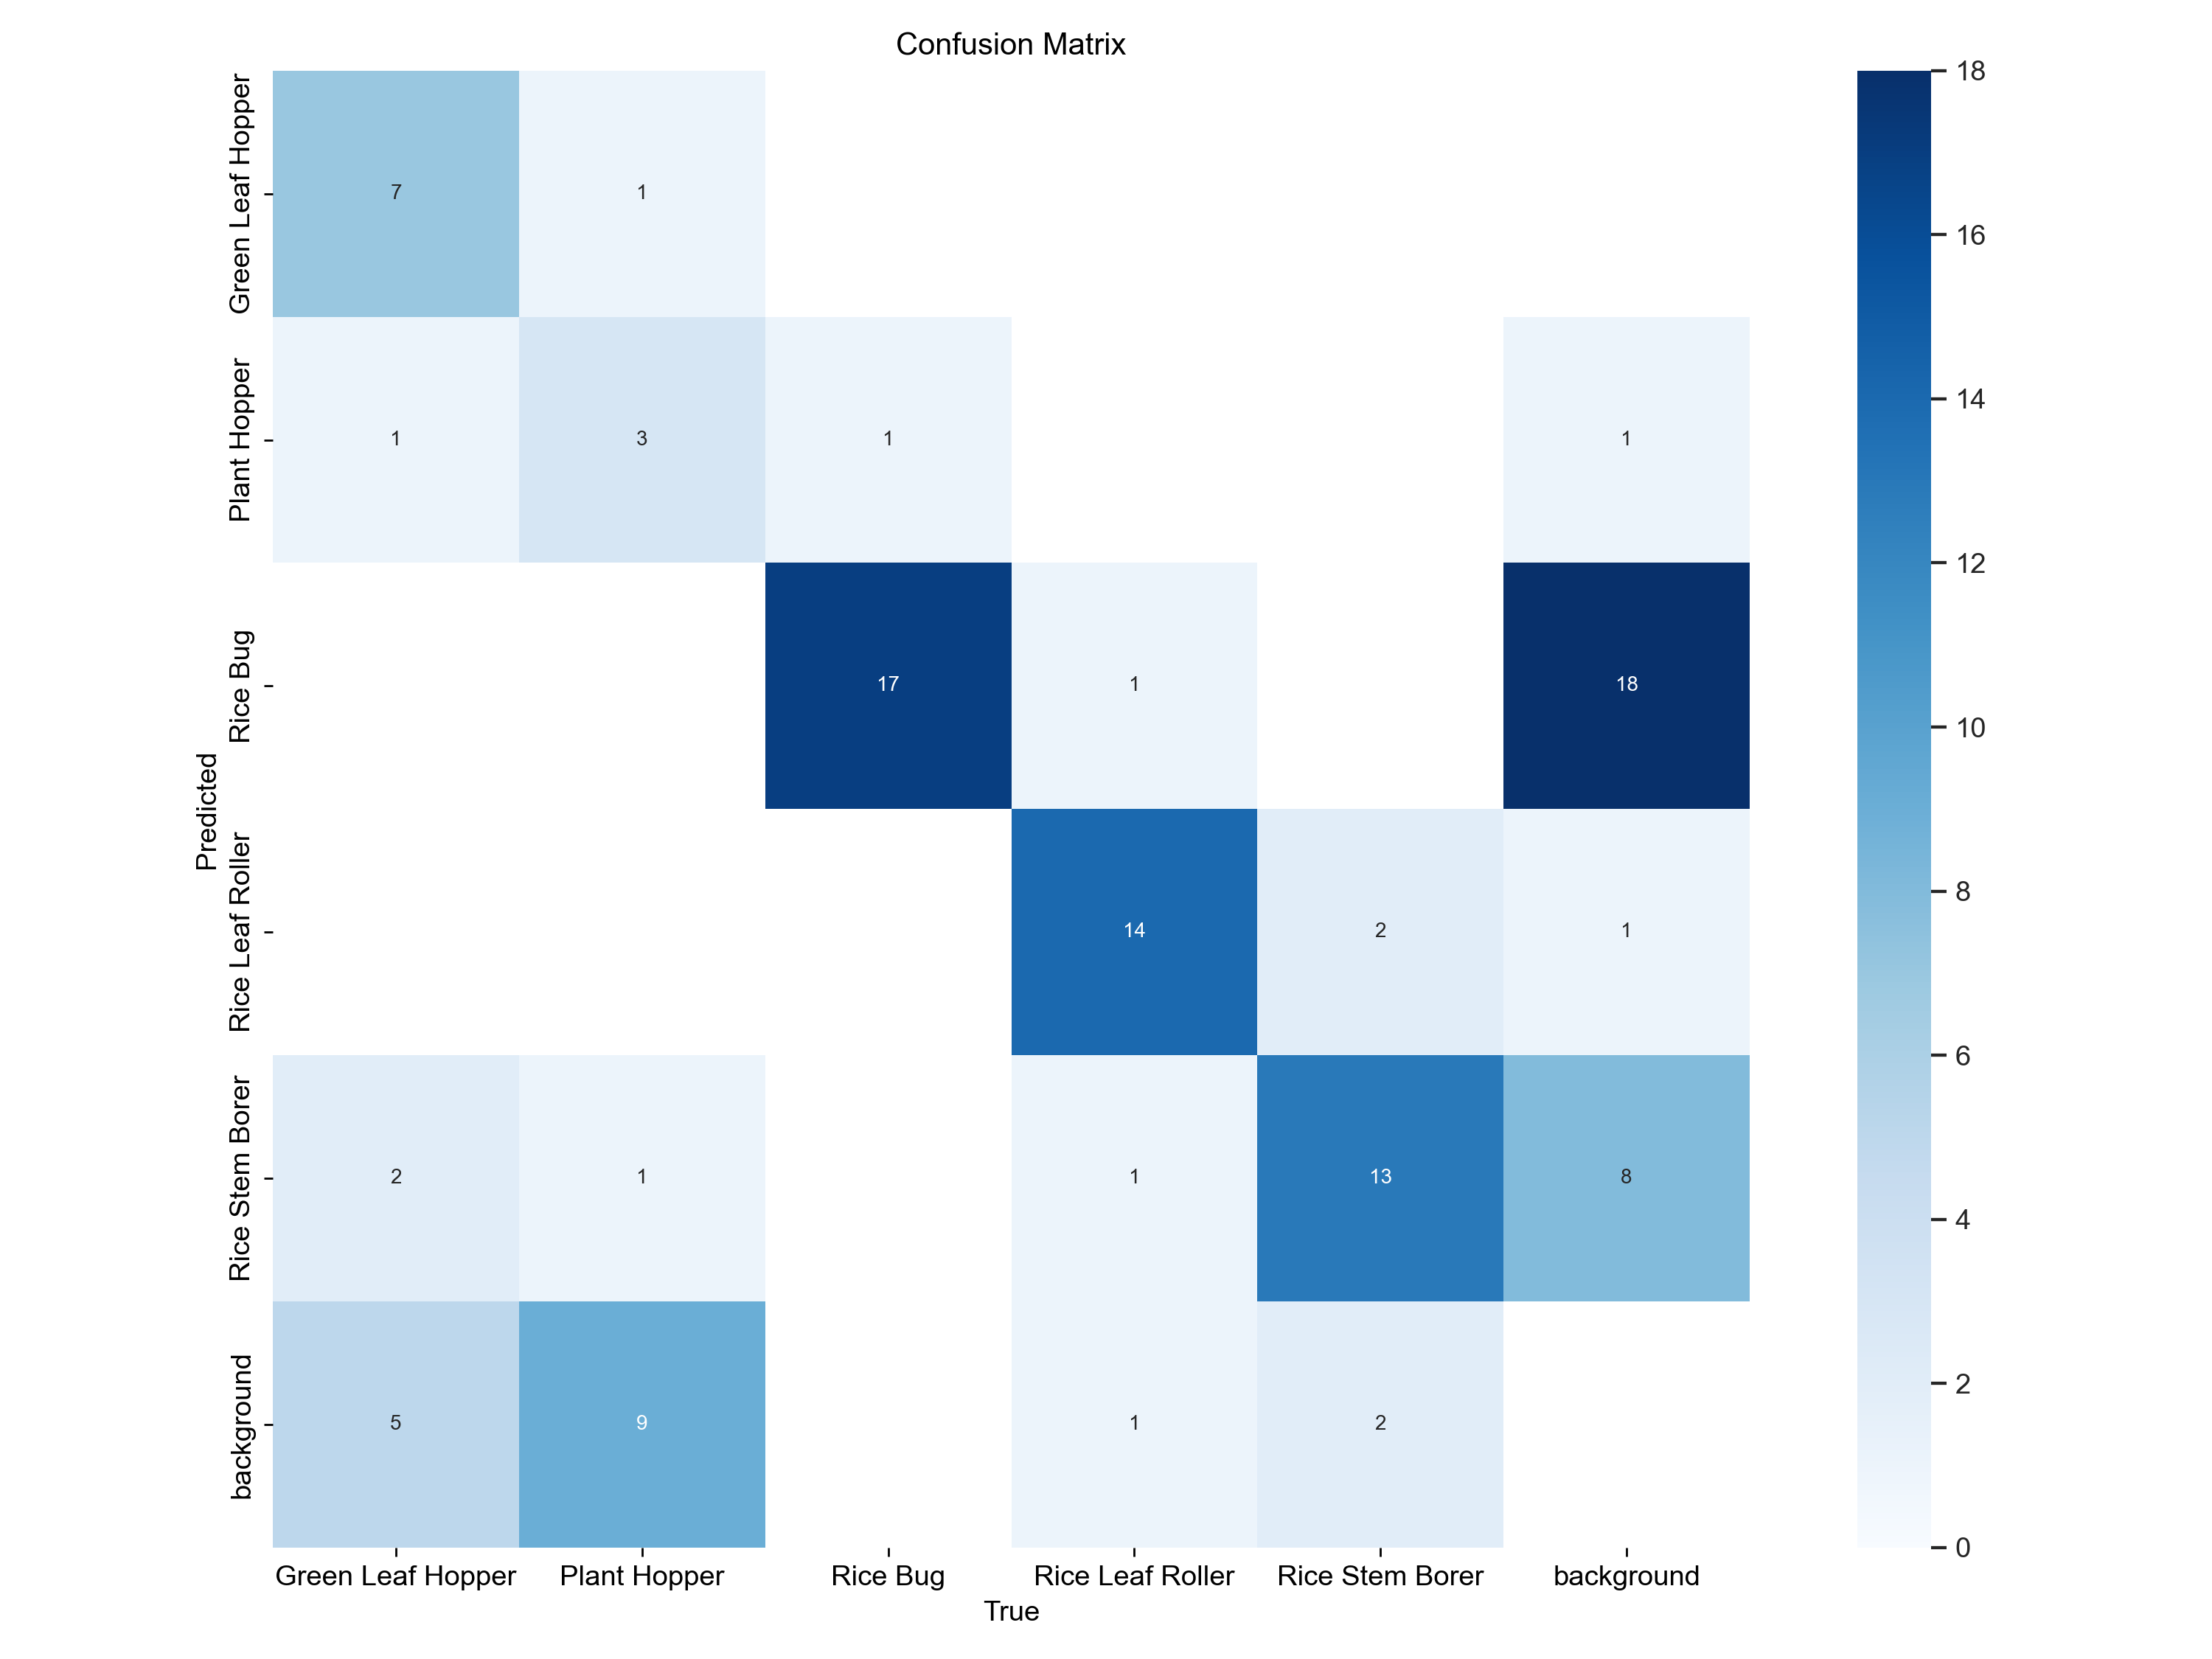 Confusion Matrix
Green Leaf Hopper
7
1
Plant Hopper
1
3
1
1
Rice Bug
17
1
18
Rice Leaf Roller
14
2
1
Rice Stem Borer
2
1
1
13
8
background
5
9
1
2
Predicted
Green Leaf Hopper
Plant Hopper
Rice Bug
Rice Leaf Roller
Rice Stem Borer
background
True
18
16
14
12
10
8
6
4
2
0